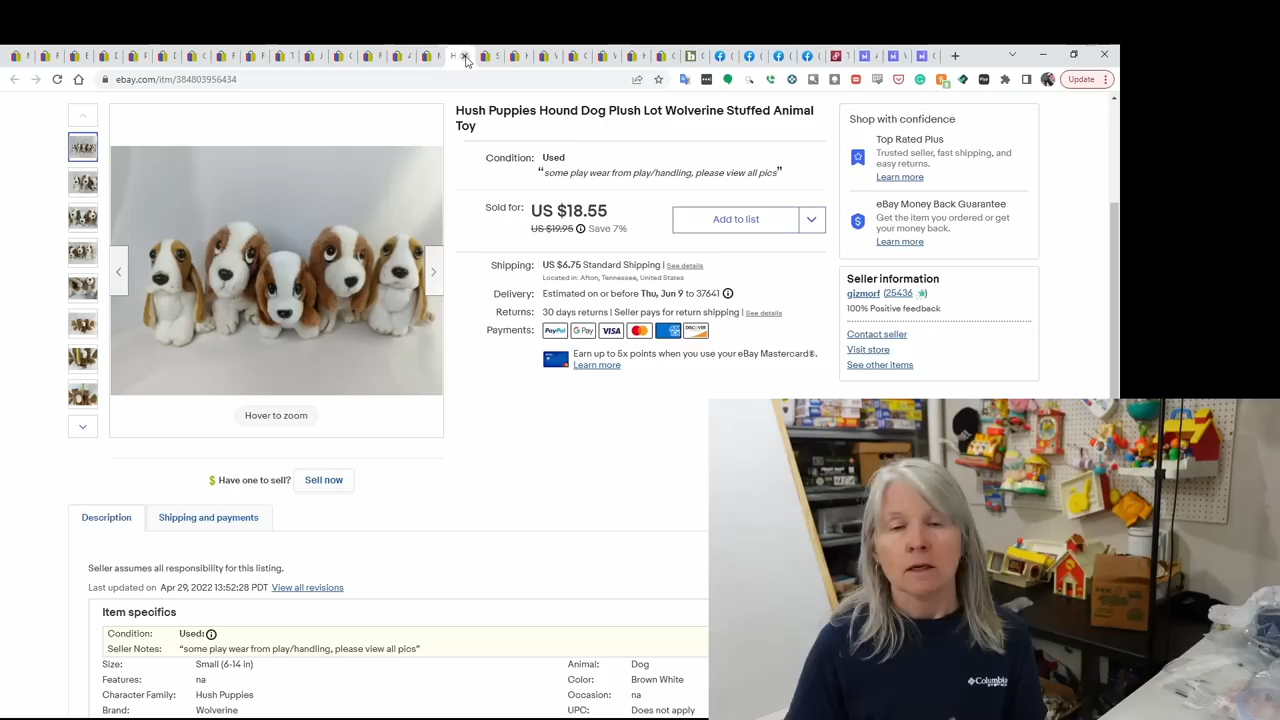 ebay.com/itm/384803956434
Update
Hush Puppies Hound Dog Plush Lot Wolverine Stuffed Animal
Toy
Condition:
Used
“some play wear from play/handling, please view all pics”
Sold for:
US $18.55
US $19.95
Save 7%
Add to list
Shipping:
US $6.75 Standard Shipping | See details
Located in: Afton, Tennessee, United States
Delivery:
Estimated on or before Thu, Jun 9 to 37641
Returns:
30 days returns | Seller pays for return shipping | See details
Payments:
PayPal
G Pay
VISA
DISCOVER
Earn up to 5x points when you use your eBay Mastercard®.
Learn more
Shop with confidence
Top Rated Plus
Trusted seller, fast shipping, and
easy returns.
Learn more
eBay Money Back Guarantee
Get the item you ordered or get
your money back.
Learn more
Seller information
gizmorf (25436)
100% Positive feedback
Contact seller
Visit store
See other items
Hover to zoom
$ Have one to sell?
Sell now
Description
Shipping and payments
Seller assumes all responsibility for this listing.
Last updated on Apr 29, 2022 13:52:28 PDT View all revisions
Item specifics
Condition:
Used:
Seller Notes:
“some play wear from play/handling, please view all pics”
Size:
Small (6-14 in)
Animal:
Dog
Features:
na
Color:
Brown White
Character Family:
Hush Puppies
Occasion:
na
Brand:
Wolverine
UPC:
Does not apply
Columbia